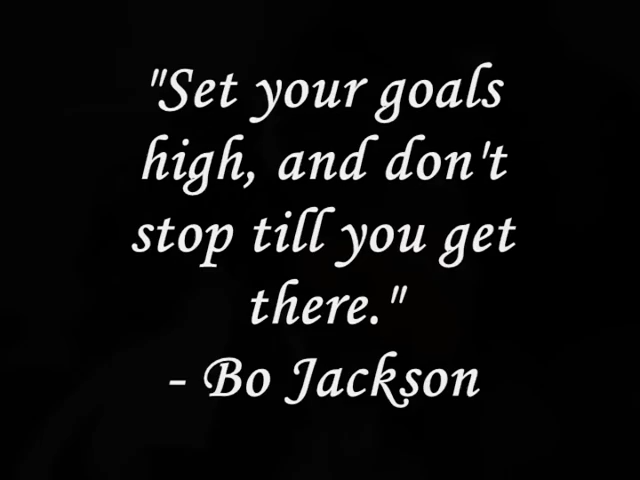 "Set your goals
high, and don't
stop till you get
there."
- Bo Jackson